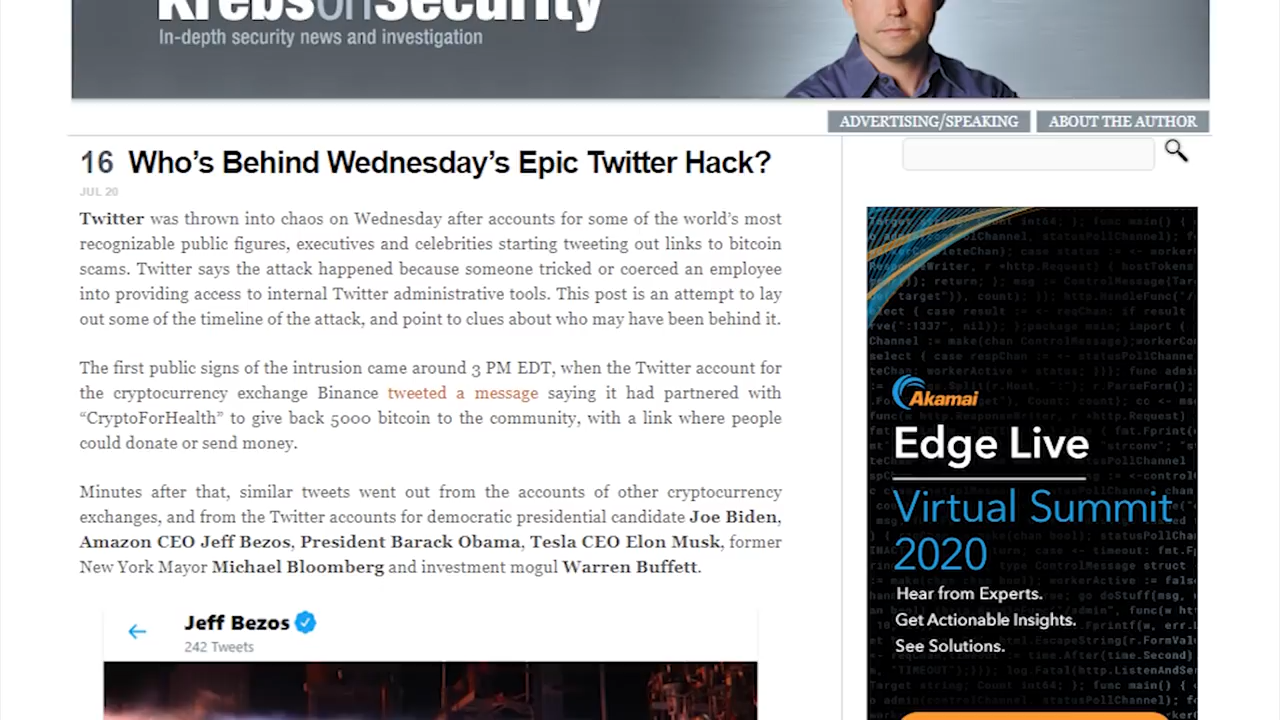 KrebsonSecurity
In-depth security news and investigation
ADVERTISING/SPEAKING
ABOUT THE AUTHOR
16 Who’s Behind Wednesday’s Epic Twitter Hack?
JUL 20
Twitter was thrown into chaos on Wednesday after accounts for some of the world’s most
recognizable public figures, executives and celebrities starting tweeting out links to bitcoin
scams. Twitter says the attack happened because someone tricked or coerced an employee
into providing access to internal Twitter administrative tools. This post is an attempt to lay
out some of the timeline of the attack, and point to clues about who may have been behind it.
The first public signs of the intrusion came around 3 PM EDT, when the Twitter account for
the cryptocurrency exchange Binance tweeted a message saying it had partnered with
“CryptoForHealth” to give back 5000 bitcoin to the community, with a link where people
could donate or send money.
Minutes after that, similar tweets went out from the accounts of other cryptocurrency
exchanges, and from the Twitter accounts for democratic presidential candidate Joe Biden,
Amazon CEO Jeff Bezos, President Barack Obama, Tesla CEO Elon Musk, former
New York Mayor Michael Bloomberg and investment mogul Warren Buffett.
Jeff Bezos
242 Tweets
Akamai
Edge Live
Virtual Summit
2020
Hear from Experts.
Get Actionable Insights.
See Solutions.